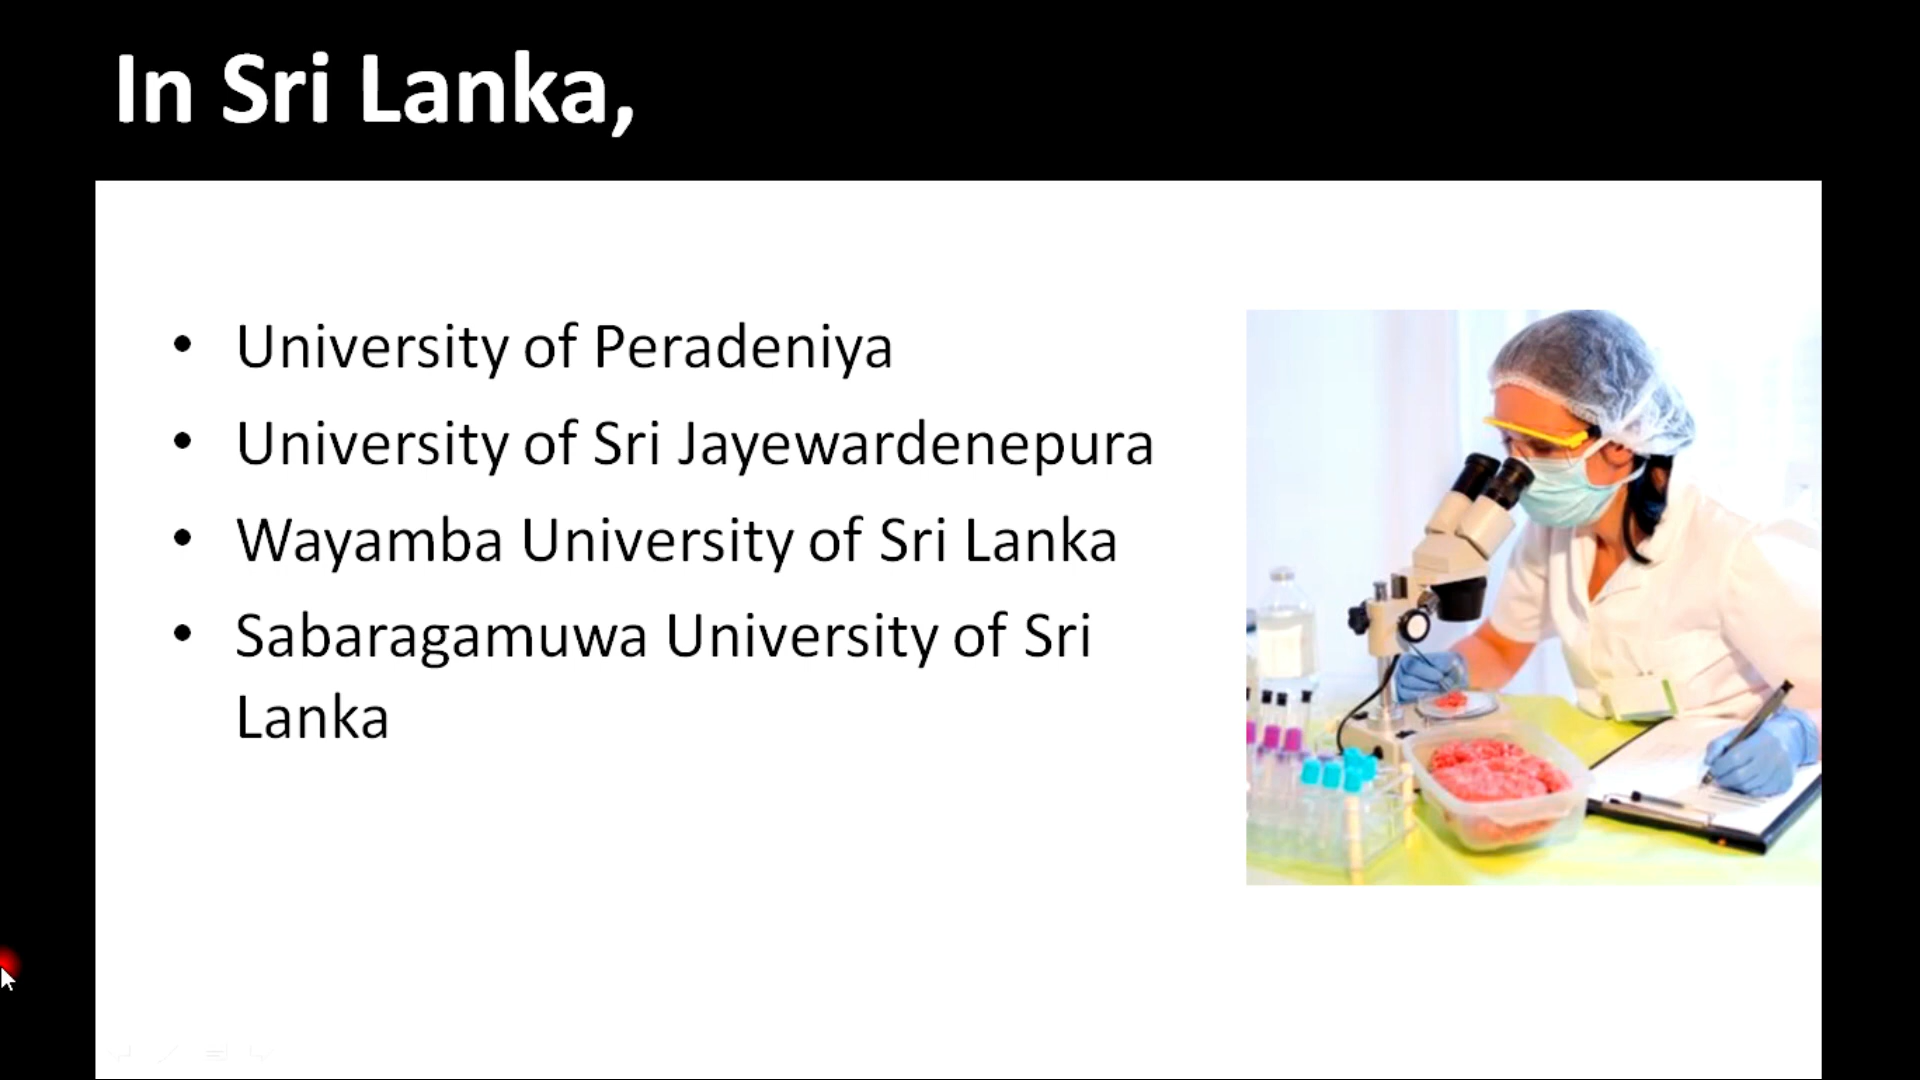 In Sri Lanka,
• University of Peradeniya
• University of Sri Jayewardenepura
• Wayamba University of Sri Lanka
• Sabaragamuwa University of Sri
Lanka